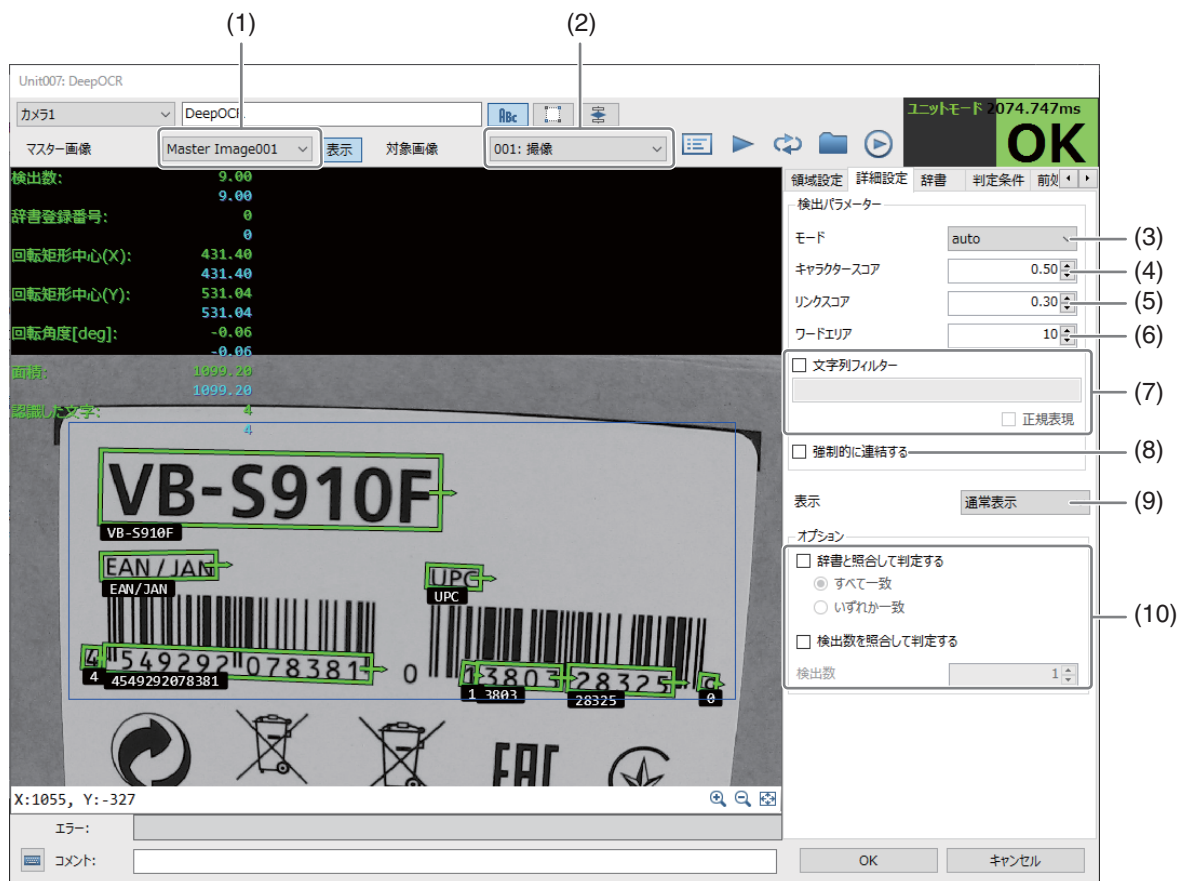 (1)
(2)
Unit007: DeepOCR
カメラ1
DeepOCR
ABc
ユニットモード 2074.747ms
OK
マスター画像
Master Image001
表示
対象画像
001: 撮像
検出数:
9.00
9.00
辞書登録番号:
0
0
回転矩形中心(X):
431.40
431.40
回転矩形中心(Y):
531.04
531.04
回転角度[deg]:
-0.06
-0.06
面積:
1099.20
1099.20
認識した文字:
4
4
VB-S910F
VB-S910F
EAN/JAN
EAN/JAN
UPC
UPC
4 549292 078381
4
4549292078381
0
13803 28325
1 3803
28325
0
EAC
X:1055, Y:-327
エラー:
コメント:
領域設定
詳細設定
辞書
判定条件
検出パラメーター
モード
auto
(3)
キャラクタースコア
0.50
(4)
リンクスコア
0.30
(5)
ワードエリア
10
(6)
文字列フィルター
(7)
正規表現
強制的に連結する
(8)
表示
通常表示
(9)
オプション
辞書と照合して判定する
すべて一致
いずれか一致
(10)
検出数を照合して判定する
検出数
1
OK
キャンセル